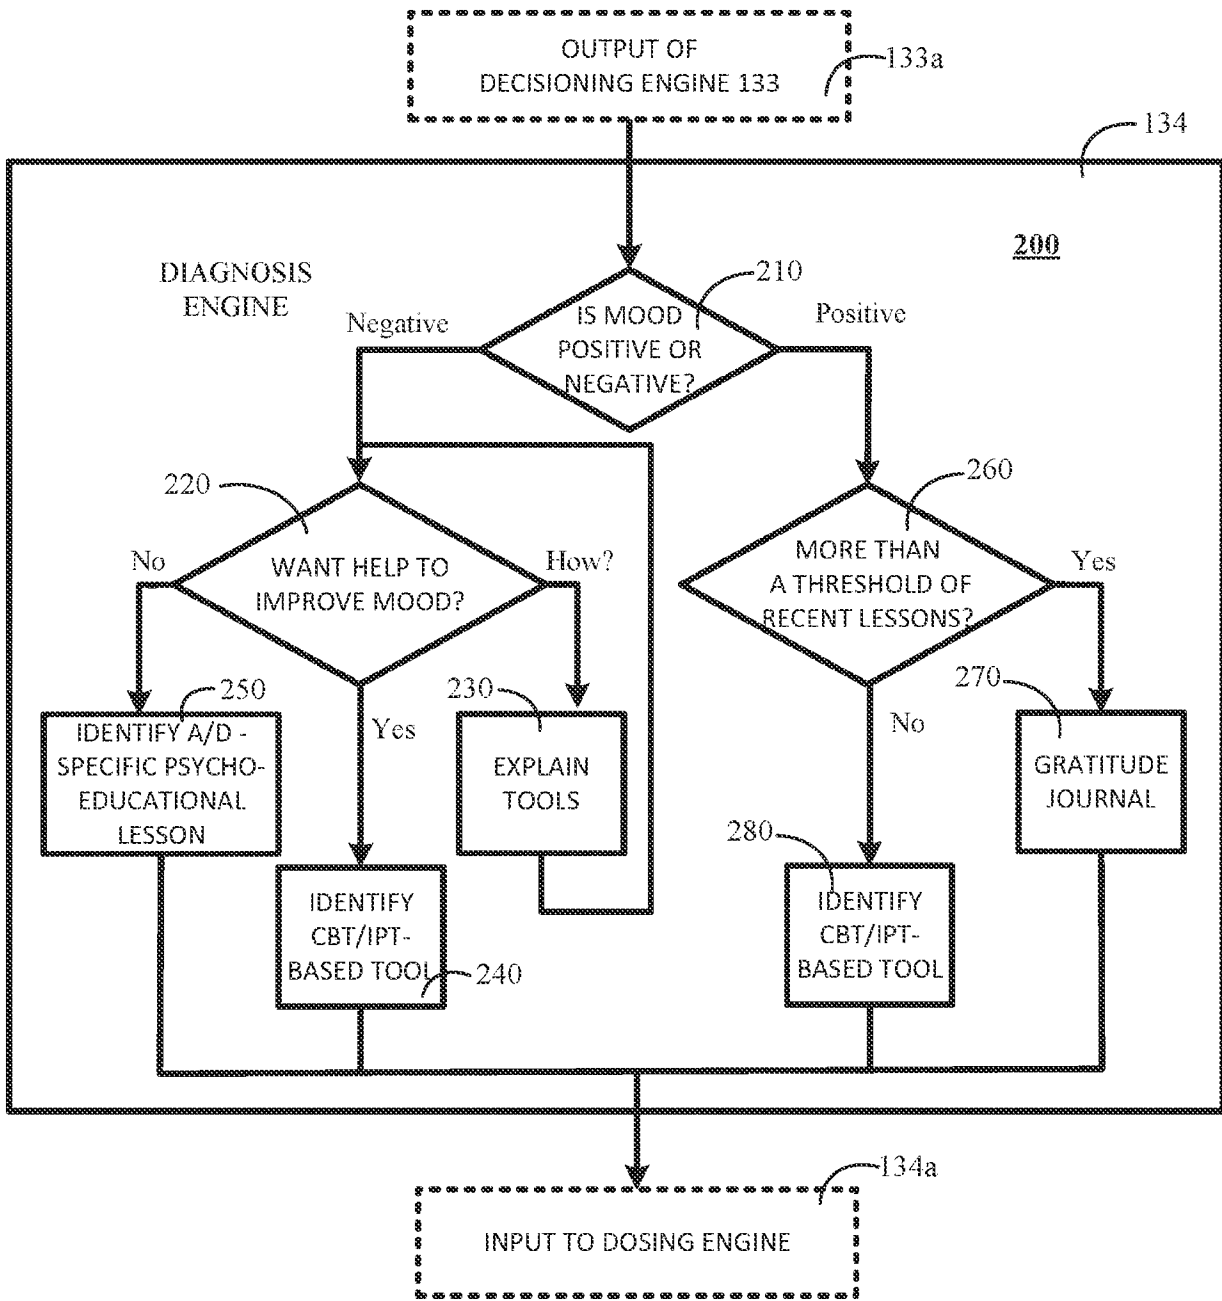 OUTPUT OF
DECISIONING ENGINE 133
133a
134
200
DIAGNOSIS
ENGINE
210
IS MOOD
POSITIVE OR
NEGATIVE?
Negative
Positive
220
WANT HELP TO
IMPROVE MOOD?
No
How?
Yes
260
MORE THAN
A THRESHOLD OF
RECENT LESSONS?
Yes
No
250
IDENTIFY A/D -
SPECIFIC PSYCHO-
EDUCATIONAL
LESSON
230
EXPLAIN
TOOLS
270
GRATITUDE
JOURNAL
IDENTIFY
CBT/IPT-
BASED TOOL
240
280
IDENTIFY
CBT/IPT-
BASED TOOL
134a
INPUT TO DOSING ENGINE